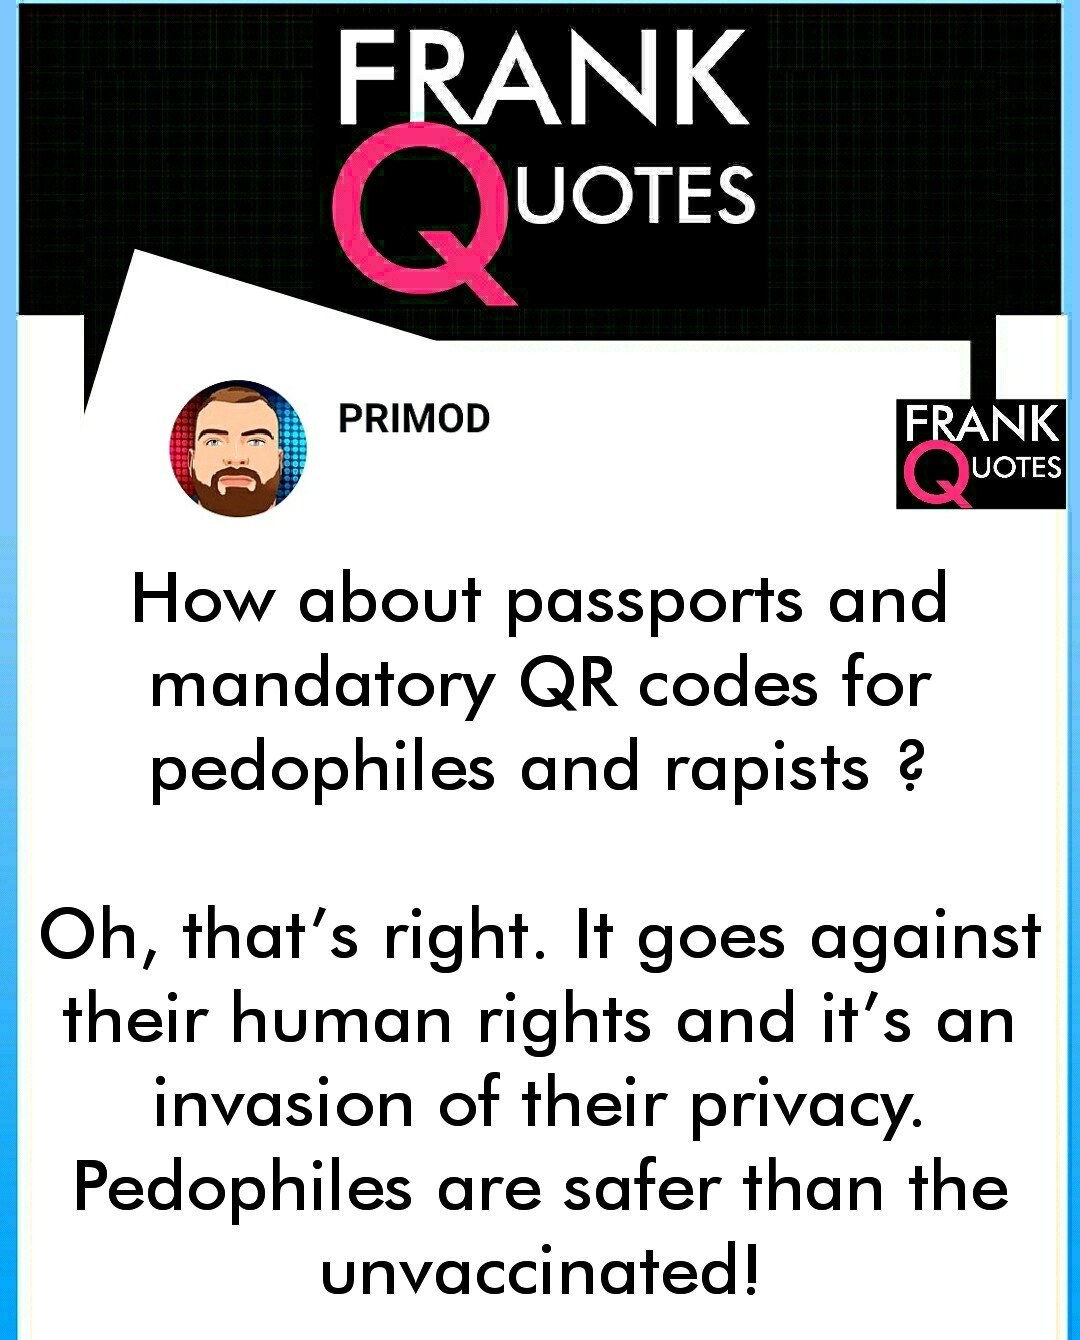 FRANK
QUOTES
PRIMOD
FRANK
QUOTES
How about passports and
mandatory QR codes for
pedophiles and rapists ?
Oh, that’s right. It goes against
their human rights and it’s an
invasion of their privacy.
Pedophiles are safer than the
unvaccinated!